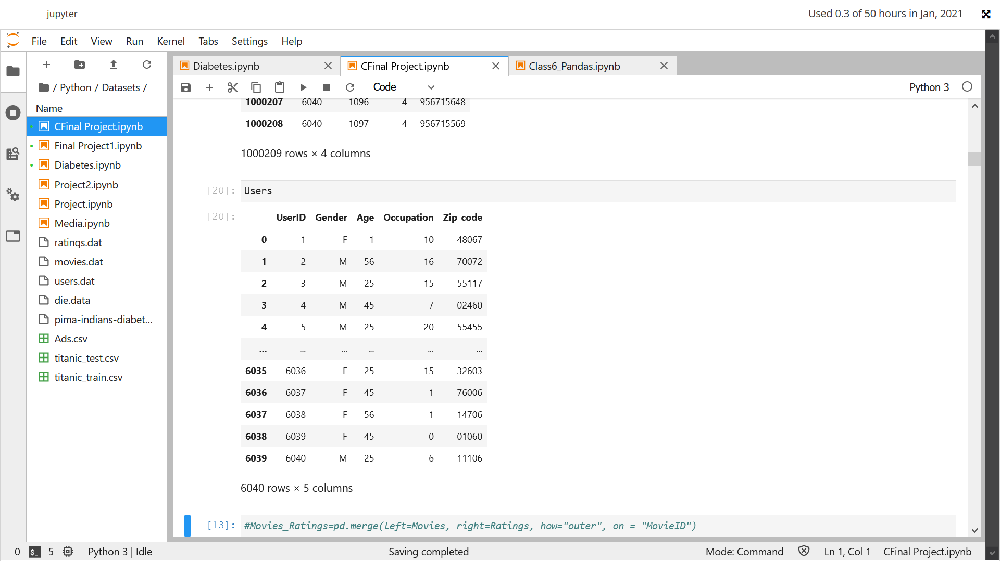 jupyter
Used 0.3 of 50 hours in Jan, 2021
File Edit View Run Kernel Tabs Settings Help
/ Python / Datasets /
Name
CFinal Project.ipynb
Final Project1.ipynb
Diabetes.ipynb
Project2.ipynb
Project.ipynb
Media.ipynb
ratings.dat
movies.dat
users.dat
die.data
pima-indians-diabet...
Ads.csv
titanic_test.csv
titanic_train.csv
Diabetes.ipynb CFinal Project.ipynb Class6_Pandas.ipynb
Code Python 3
1000207 6040 1096 4 956715648
1000208 6040 1097 4 956715569
1000209 rows × 4 columns
[20]: Users
[20]: UserID Gender Age Occupation Zip_code
0 1 F 1 10 48067
1 2 M 56 16 70072
2 3 M 25 15 55117
3 4 M 45 7 02460
4 5 M 25 20 55455
... ... ... ... ... ...
6035 6036 F 25 15 32603
6036 6037 F 45 1 76006
6037 6038 F 56 1 14706
6038 6039 F 45 0 01060
6039 6040 M 25 6 11106
6040 rows × 5 columns
[13]: #Movies_Ratings=pd.merge(left=Movies, right=Ratings, how="outer", on = "MovieID")
0 $_ 5 Python 3 | Idle Saving completed Mode: Command Ln 1, Col 1 CFinal Project.ipynb